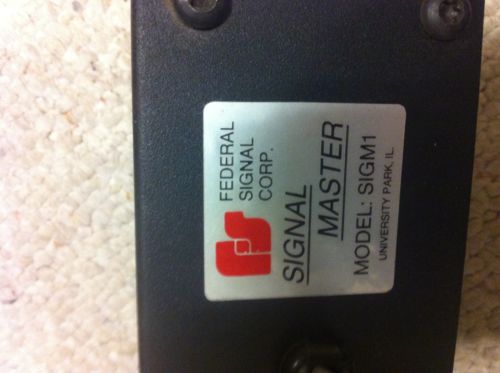 FEDERAL
SIGNAL
CORP.
SIGNAL
MASTER
MODEL: SIGM1
UNIVERSITY PARK, IL.